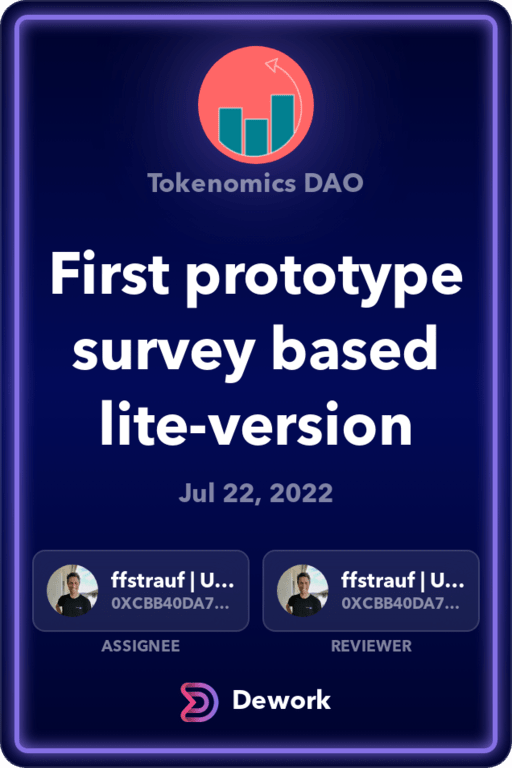 Tokenomics DAO
First prototype
survey based
lite-version
Jul 22, 2022
ffstrauf | U...
0XCBB40DA7...
ffstrauf | U...
0XCBB40DA7...
ASSIGNEE
REVIEWER
Dework